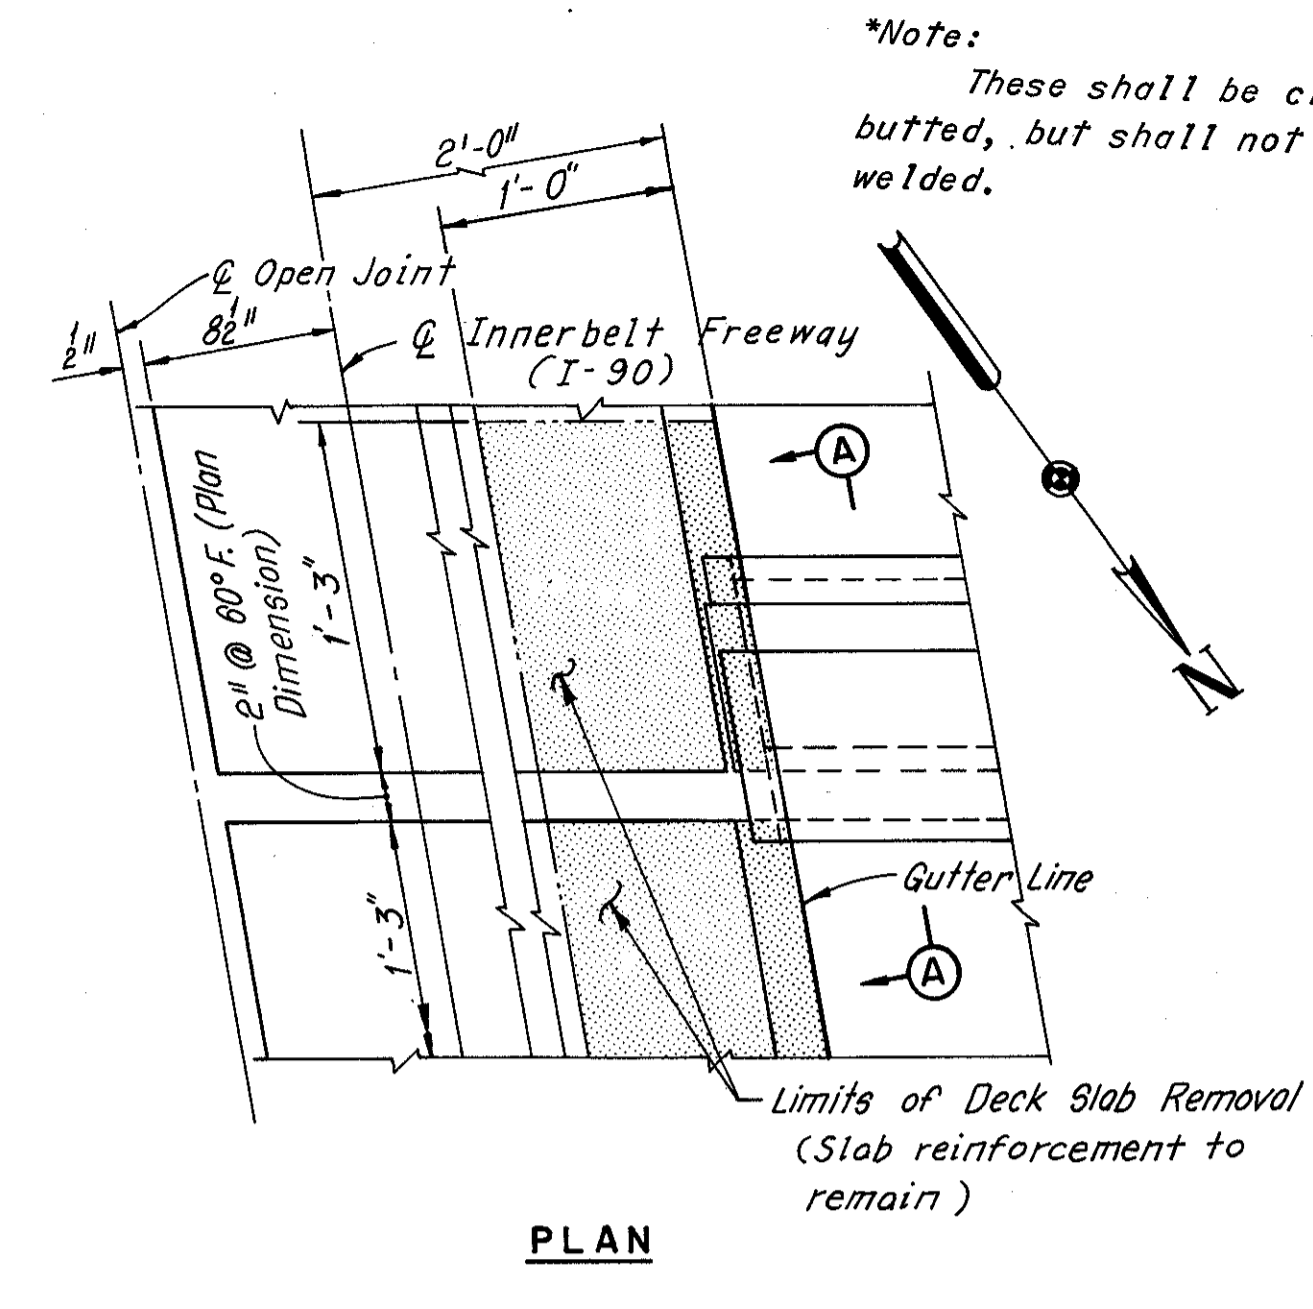 *Note:
These shall be
butted, but shall not
welded.
2'-0"
1'-0"
℄ Open Joint
1/2"
8 1/2"
℄ Innerbelt Freeway
(I-90)
A
2" @ 60° F. (Plan
Dimension)
1'-3"
N
Gutter Line
1'-3"
A
Limits of Deck Slab Removal
(Slab reinforcement to
remain)
PLAN